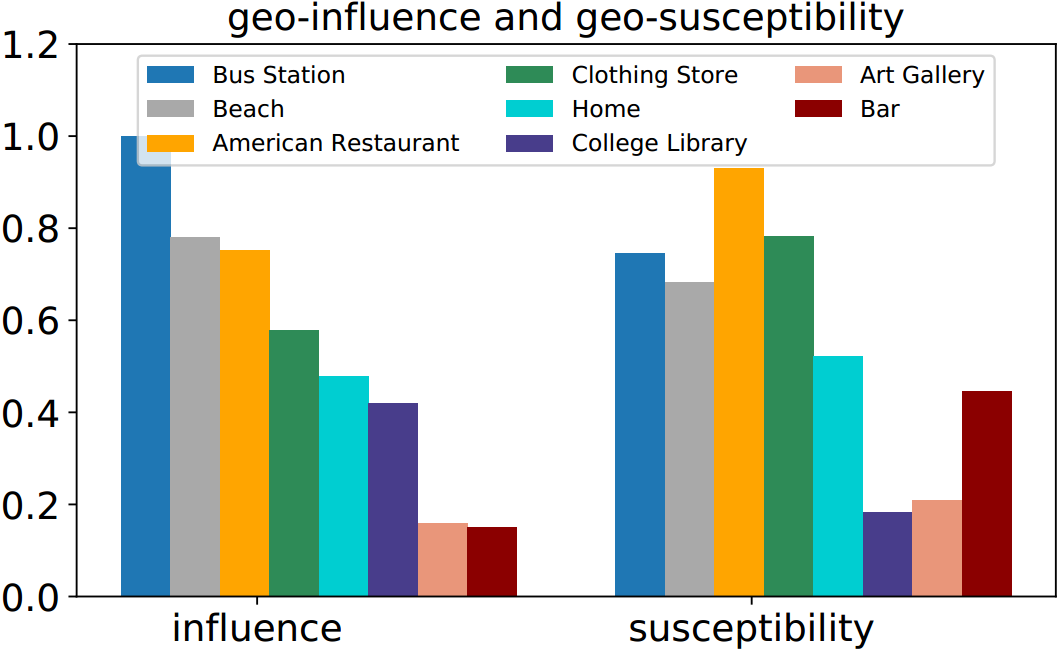 geo-influence and geo-susceptibility
1.2
1.0
0.8
0.6
0.4
0.2
0.0
Bus Station
Beach
American Restaurant
Clothing Store
Home
College Library
Art Gallery
Bar
influence
susceptibility